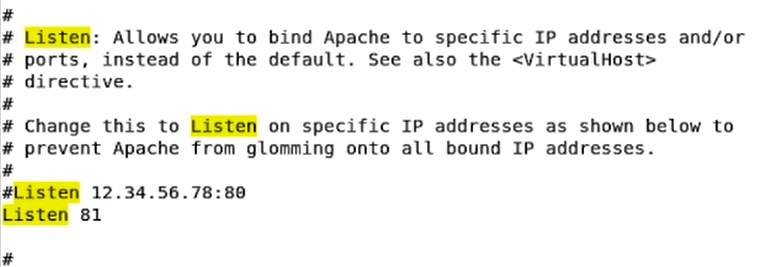 #
# Listen: Allows you to bind Apache to specific IP addresses and/or
# ports, instead of the default. See also the <VirtualHost>
# directive.
#
# Change this to Listen on specific IP addresses as shown below to
# prevent Apache from glomming onto all bound IP addresses.
#
#Listen 12.34.56.78:80
Listen 81
#